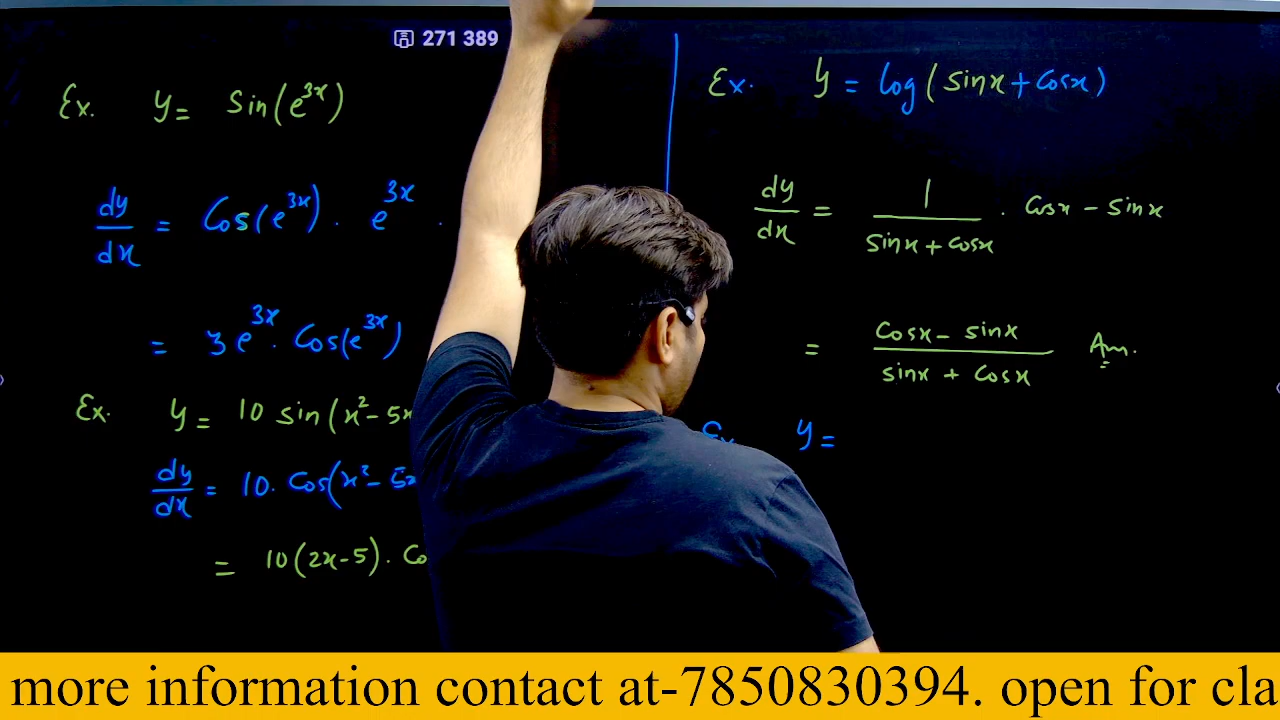 271 389
Ex. y = Sin(e^3x)
dy/dx = Cos(e^3x) · e^3x ·
= 3e^3x · Cos(e^3x)
Ex. y = 10 sin(x²-5x
dy/dx = 10. Cos(x²-5x
= 10(2x-5). Co
Ex. y = log(sinx+cosx)
dy/dx = 1/(sinx+cosx) · Cosx - sinx
= (Cosx - sinx)/(sinx + Cosx) Ans.
Ex y =
more information contact at-7850830394. open for cla